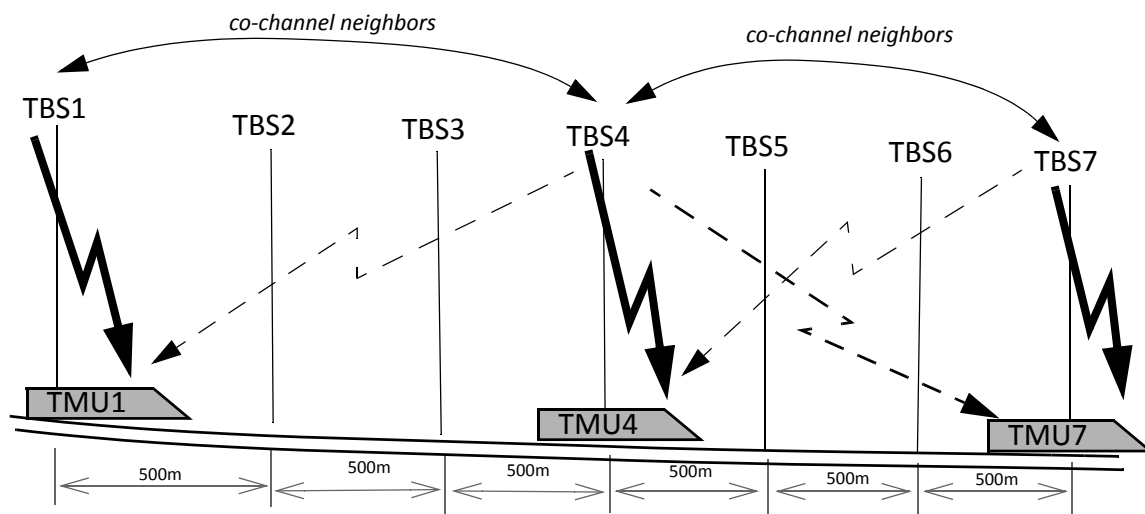 co-channel neighbors
co-channel neighbors
TBS1
TBS2
TBS3
TBS4
TBS5
TBS6
TBS7
TMU1
TMU4
TMU7
500m
500m
500m
500m
500m
500m